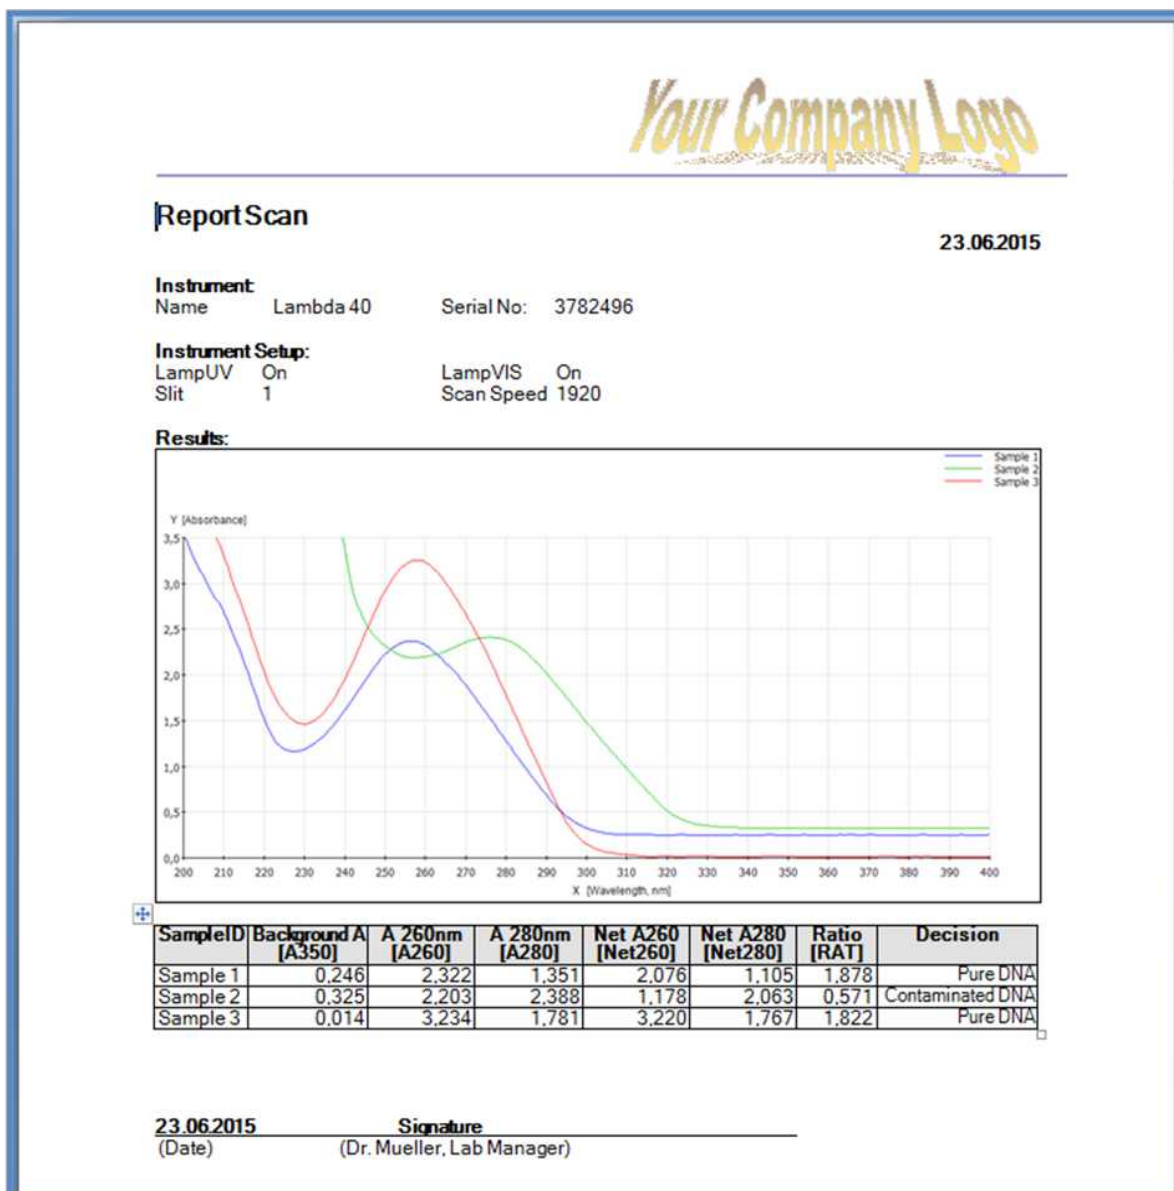 Your Company Logo
Report Scan
23.06.2015
Instrument:
Name Lambda 40 Serial No: 3782496
Instrument Setup:
LampUV On LampVIS On
Slit 1 Scan Speed 1920
Results:
Sample 1
Sample 2
Sample 3
Y [Absorbance]
3,5
3,0
2,5
2,0
1,5
1,0
0,5
0,0
200 210 220 230 240 250 260 270 280 290 300 310 320 330 340 350 360 370 380 390 400
X [Wavelength, nm]
SampleID Background A A 260nm A 280nm Net A260 Net A280 Ratio Decision
[A350] [A260] [A280] [Net260] [Net280] [RAT]
Sample 1 0,246 2,322 1,351 2,076 1,105 1,878 Pure DNA
Sample 2 0,325 2,203 2,388 1,178 2,063 0,571 Contaminated DNA
Sample 3 0,014 3,234 1,781 3,220 1,767 1,822 Pure DNA
23.06.2015 Signature
(Date) (Dr. Mueller, Lab Manager)